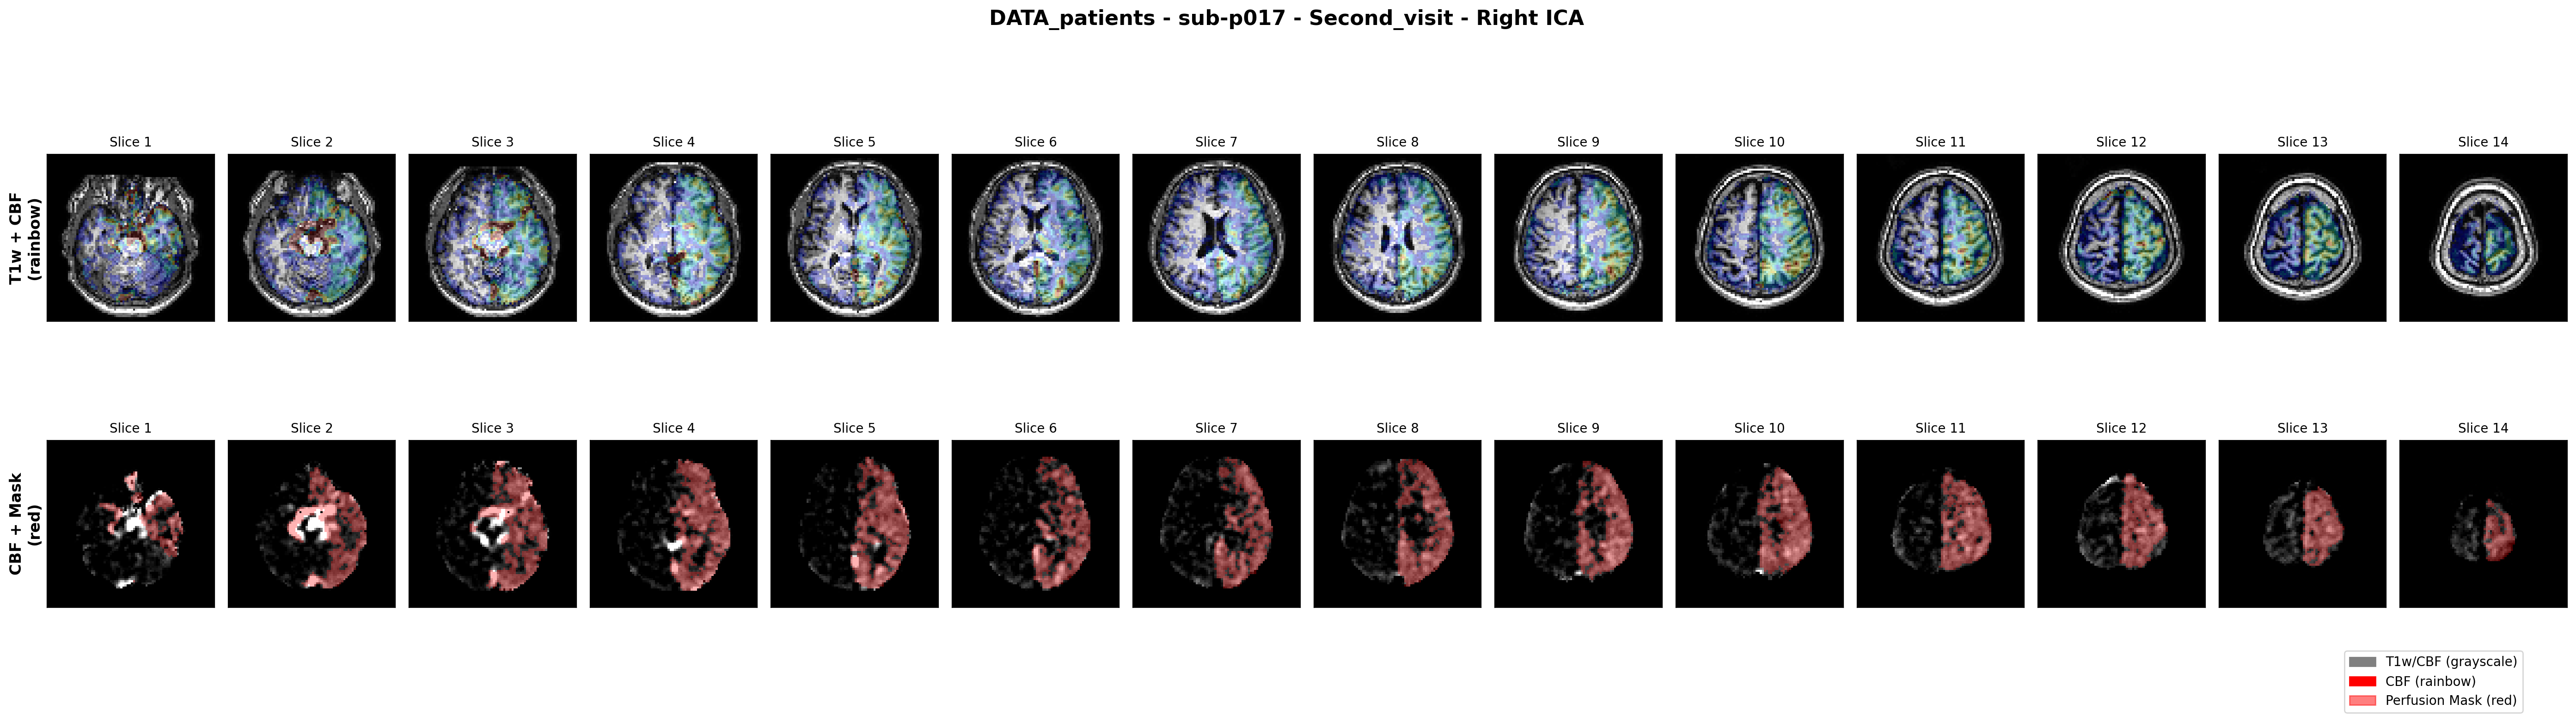 DATA_patients - sub-p017 - Second_visit - Right ICA
T1w + CBF
(rainbow)
Slice 1
Slice 2
Slice 3
Slice 4
Slice 5
Slice 6
Slice 7
Slice 8
Slice 9
Slice 10
Slice 11
Slice 12
Slice 13
Slice 14
CBF + Mask
(red)
Slice 1
Slice 2
Slice 3
Slice 4
Slice 5
Slice 6
Slice 7
Slice 8
Slice 9
Slice 10
Slice 11
Slice 12
Slice 13
Slice 14
T1w/CBF (grayscale)
CBF (rainbow)
Perfusion Mask (red)